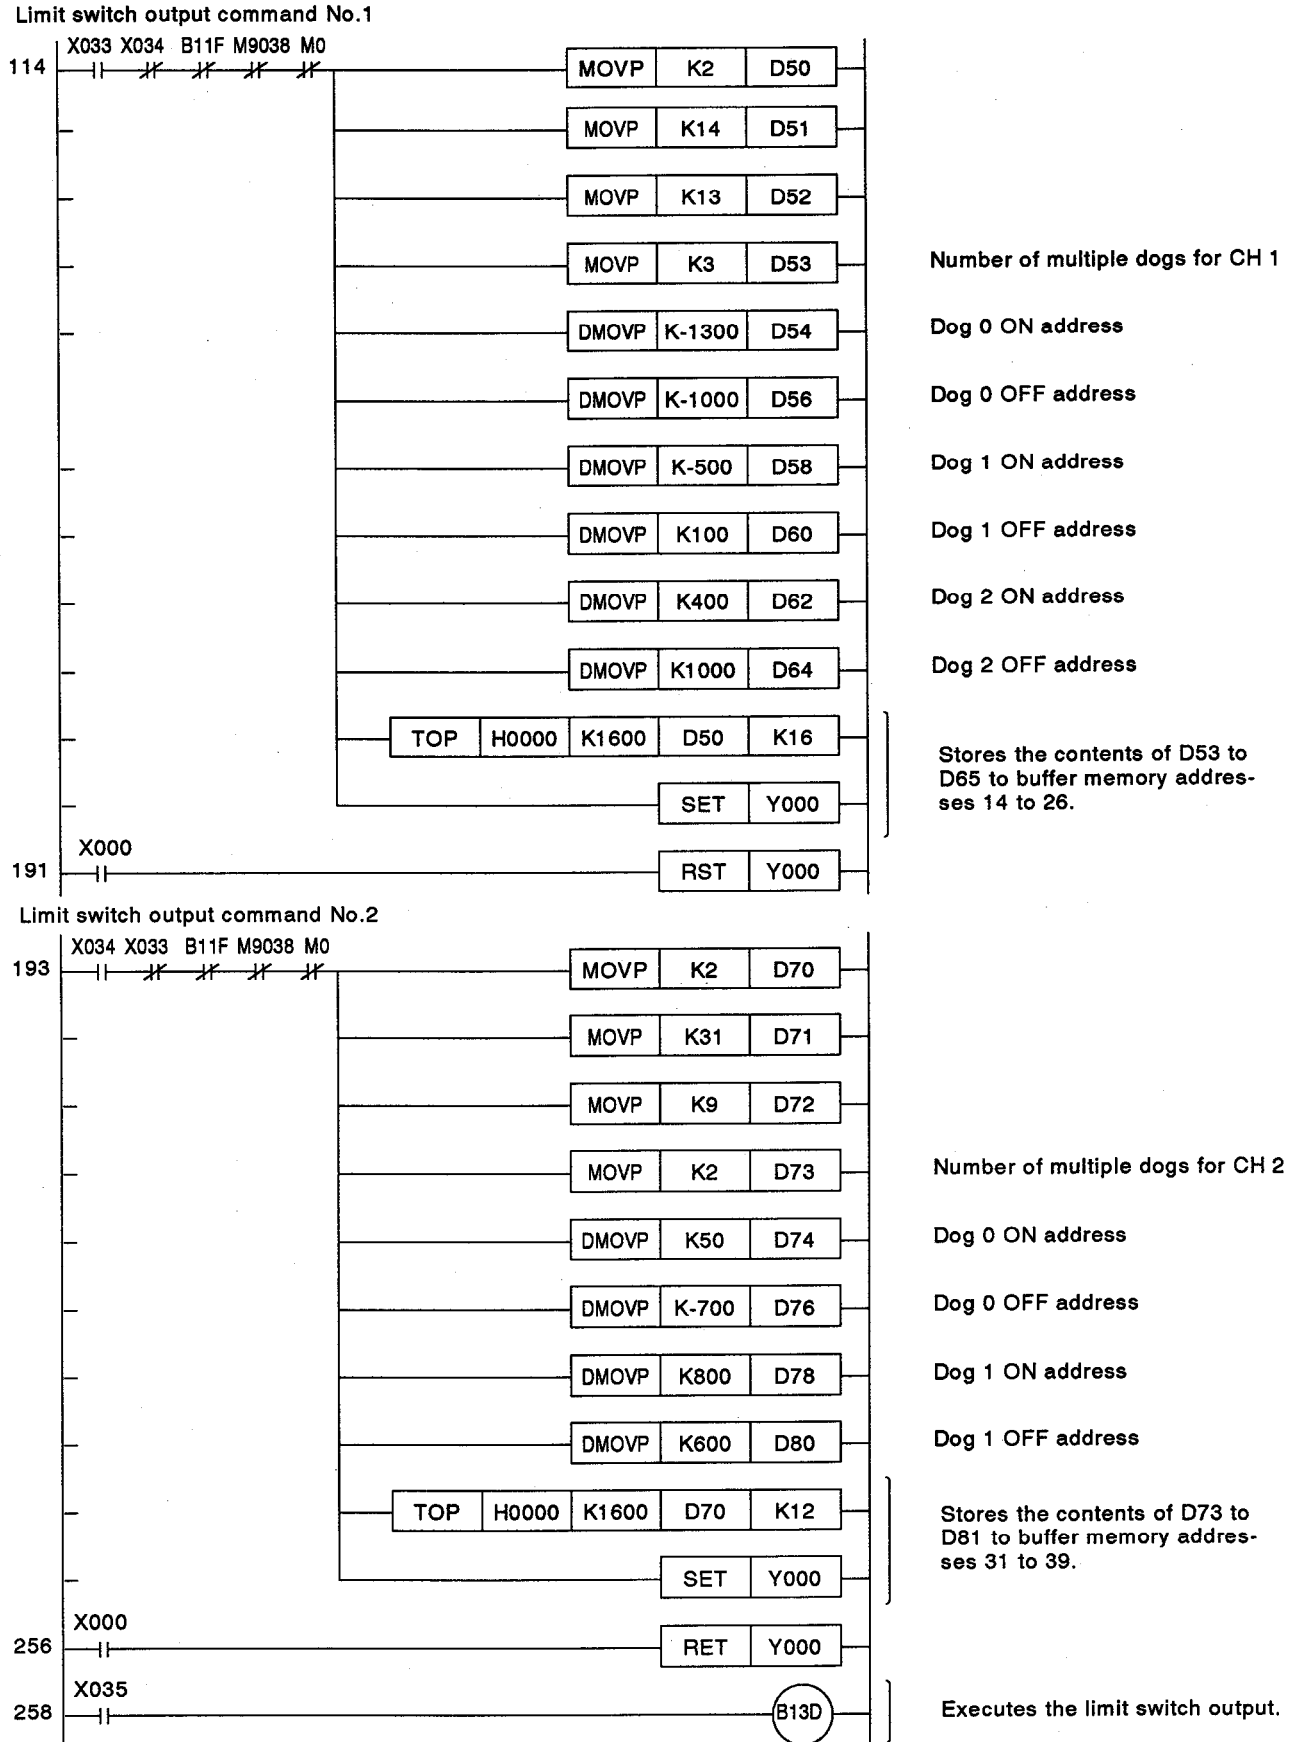 Limit switch output command No.1
X033 X034 B11F M9038 M0
114 MOVP K2 D50
MOVP K14 D51
MOVP K13 D52
MOVP K3 D53 Number of multiple dogs for CH 1
DMOVP K-1300 D54 Dog 0 ON address
DMOVP K-1000 D56 Dog 0 OFF address
DMOVP K-500 D58 Dog 1 ON address
DMOVP K100 D60 Dog 1 OFF address
DMOVP K400 D62 Dog 2 ON address
DMOVP K1000 D64 Dog 2 OFF address
TOP H0000 K1600 D50 K16
Stores the contents of D53 to
D65 to buffer memory addres-
ses 14 to 26.
SET Y000
X000
191 RST Y000
Limit switch output command No.2
X034 X033 B11F M9038 M0
193 MOVP K2 D70
MOVP K31 D71
MOVP K9 D72
MOVP K2 D73 Number of multiple dogs for CH 2
DMOVP K50 D74 Dog 0 ON address
DMOVP K-700 D76 Dog 0 OFF address
DMOVP K800 D78 Dog 1 ON address
DMOVP K600 D80 Dog 1 OFF address
TOP H0000 K1600 D70 K12
Stores the contents of D73 to
D81 to buffer memory addres-
ses 31 to 39.
SET Y000
X000
256 RET Y000
X035
258 B13D Executes the limit switch output.